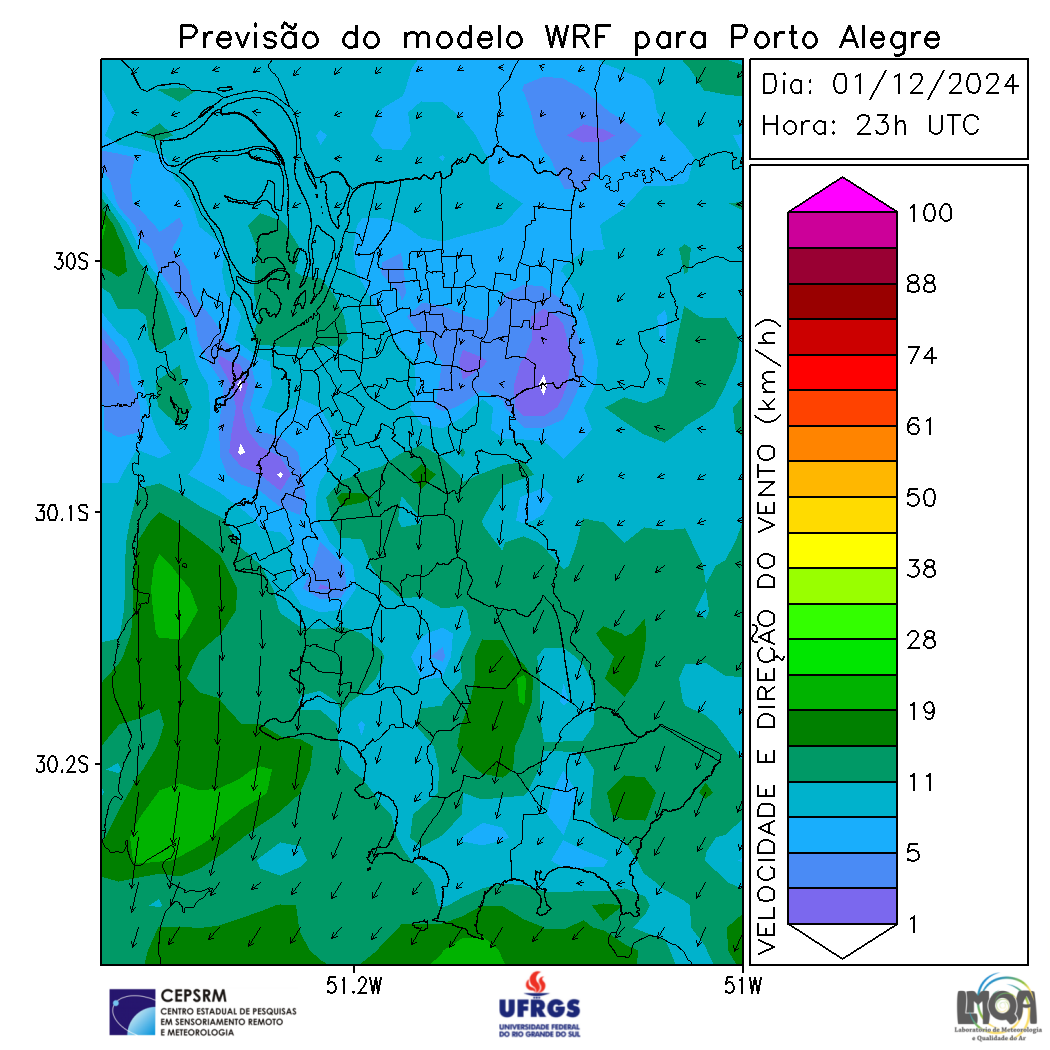 Previsão do modelo WRF para Porto Alegre
Dia: 01/12/2024
Hora: 23h UTC
30S
30.1S
30.2S
51.2W
51W
VELOCIDADE E DIREÇÃO DO VENTO (km/h)
100
88
74
61
50
38
28
19
11
5
1
CEPSRM
CENTRO ESTADUAL DE PESQUISAS
EM SENSORIAMENTO REMOTO
E METEOROLOGIA
UFRGS
UNIVERSIDADE FEDERAL
DO RIO GRANDE DO SUL
LMQA
Laboratório de Meteorologia
e Qualidade do Ar